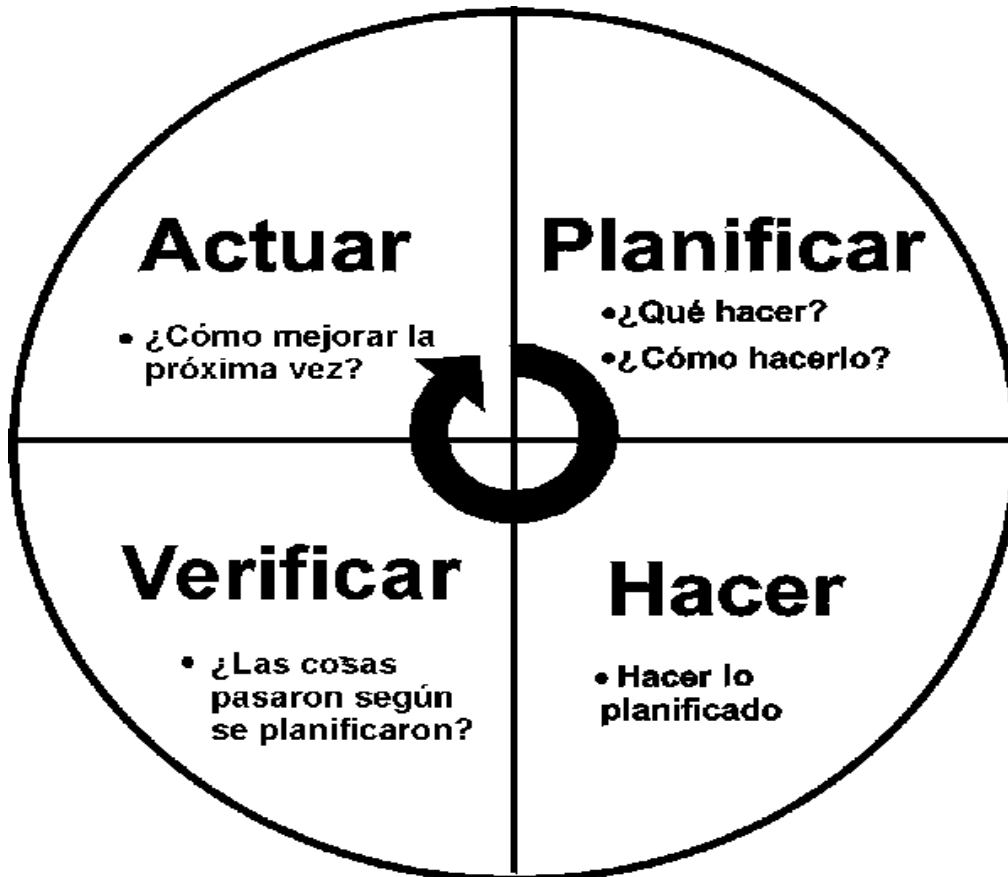 Actuar
• ¿Cómo mejorar la
próxima vez?
Planificar
•¿Qué hacer?
•¿Cómo hacerlo?
Verificar
• ¿Las cosas
pasaron según
se planificaron?
Hacer
• Hacer lo
planificado